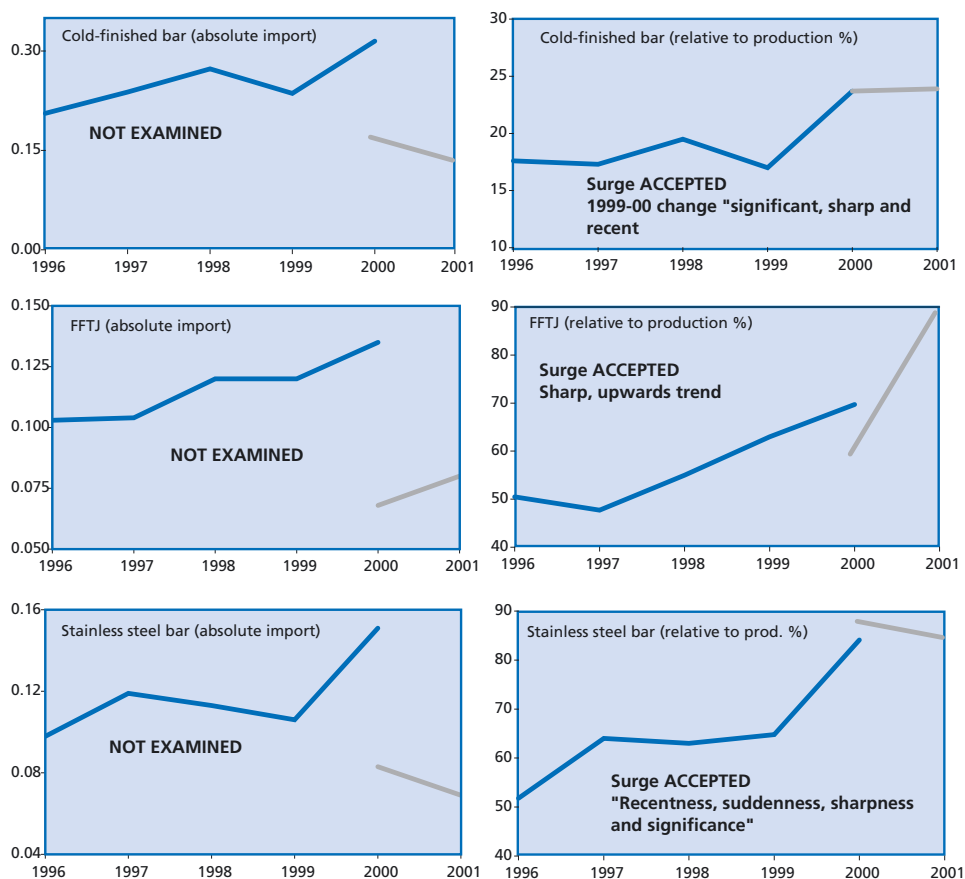 Cold-finished bar (absolute import)
0.30
NOT EXAMINED
0.15
0.00
1996 1997 1998 1999 2000 2001
30
Cold-finished bar (relative to production %)
25
20
15
Surge ACCEPTED
1999-00 change "significant, sharp and
recent
10
1996 1997 1998 1999 2000 2001
0.150
FFTJ (absolute import)
0.125
0.100
NOT EXAMINED
0.075
0.050
1996 1997 1998 1999 2000 2001
90
FFTJ (relative to production %)
80
Surge ACCEPTED
Sharp, upwards trend
70
60
50
40
1996 1997 1998 1999 2000 2001
0.16
Stainless steel bar (absolute import)
0.12
NOT EXAMINED
0.08
0.04
1996 1997 1998 1999 2000 2001
90
Stainless steel bar (relative to prod. %)
80
70
60
Surge ACCEPTED
"Recentness, suddenness, sharpness
and significance"
50
40
1996 1997 1998 1999 2000 2001